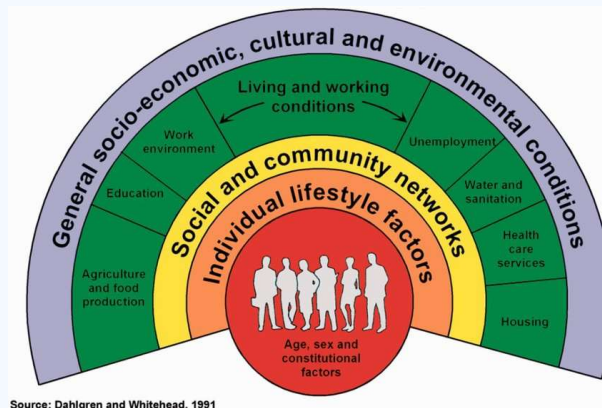 General socio-economic, cultural and environmental conditions
Living and working
conditions
Work
environment
Education
Agriculture
and food
production
Unemployment
Water and
sanitation
Health
care
services
Housing
Social and community networks
Individual lifestyle factors
Age, sex and
constitutional
factors
Source: Dahlgren and Whitehead, 1991